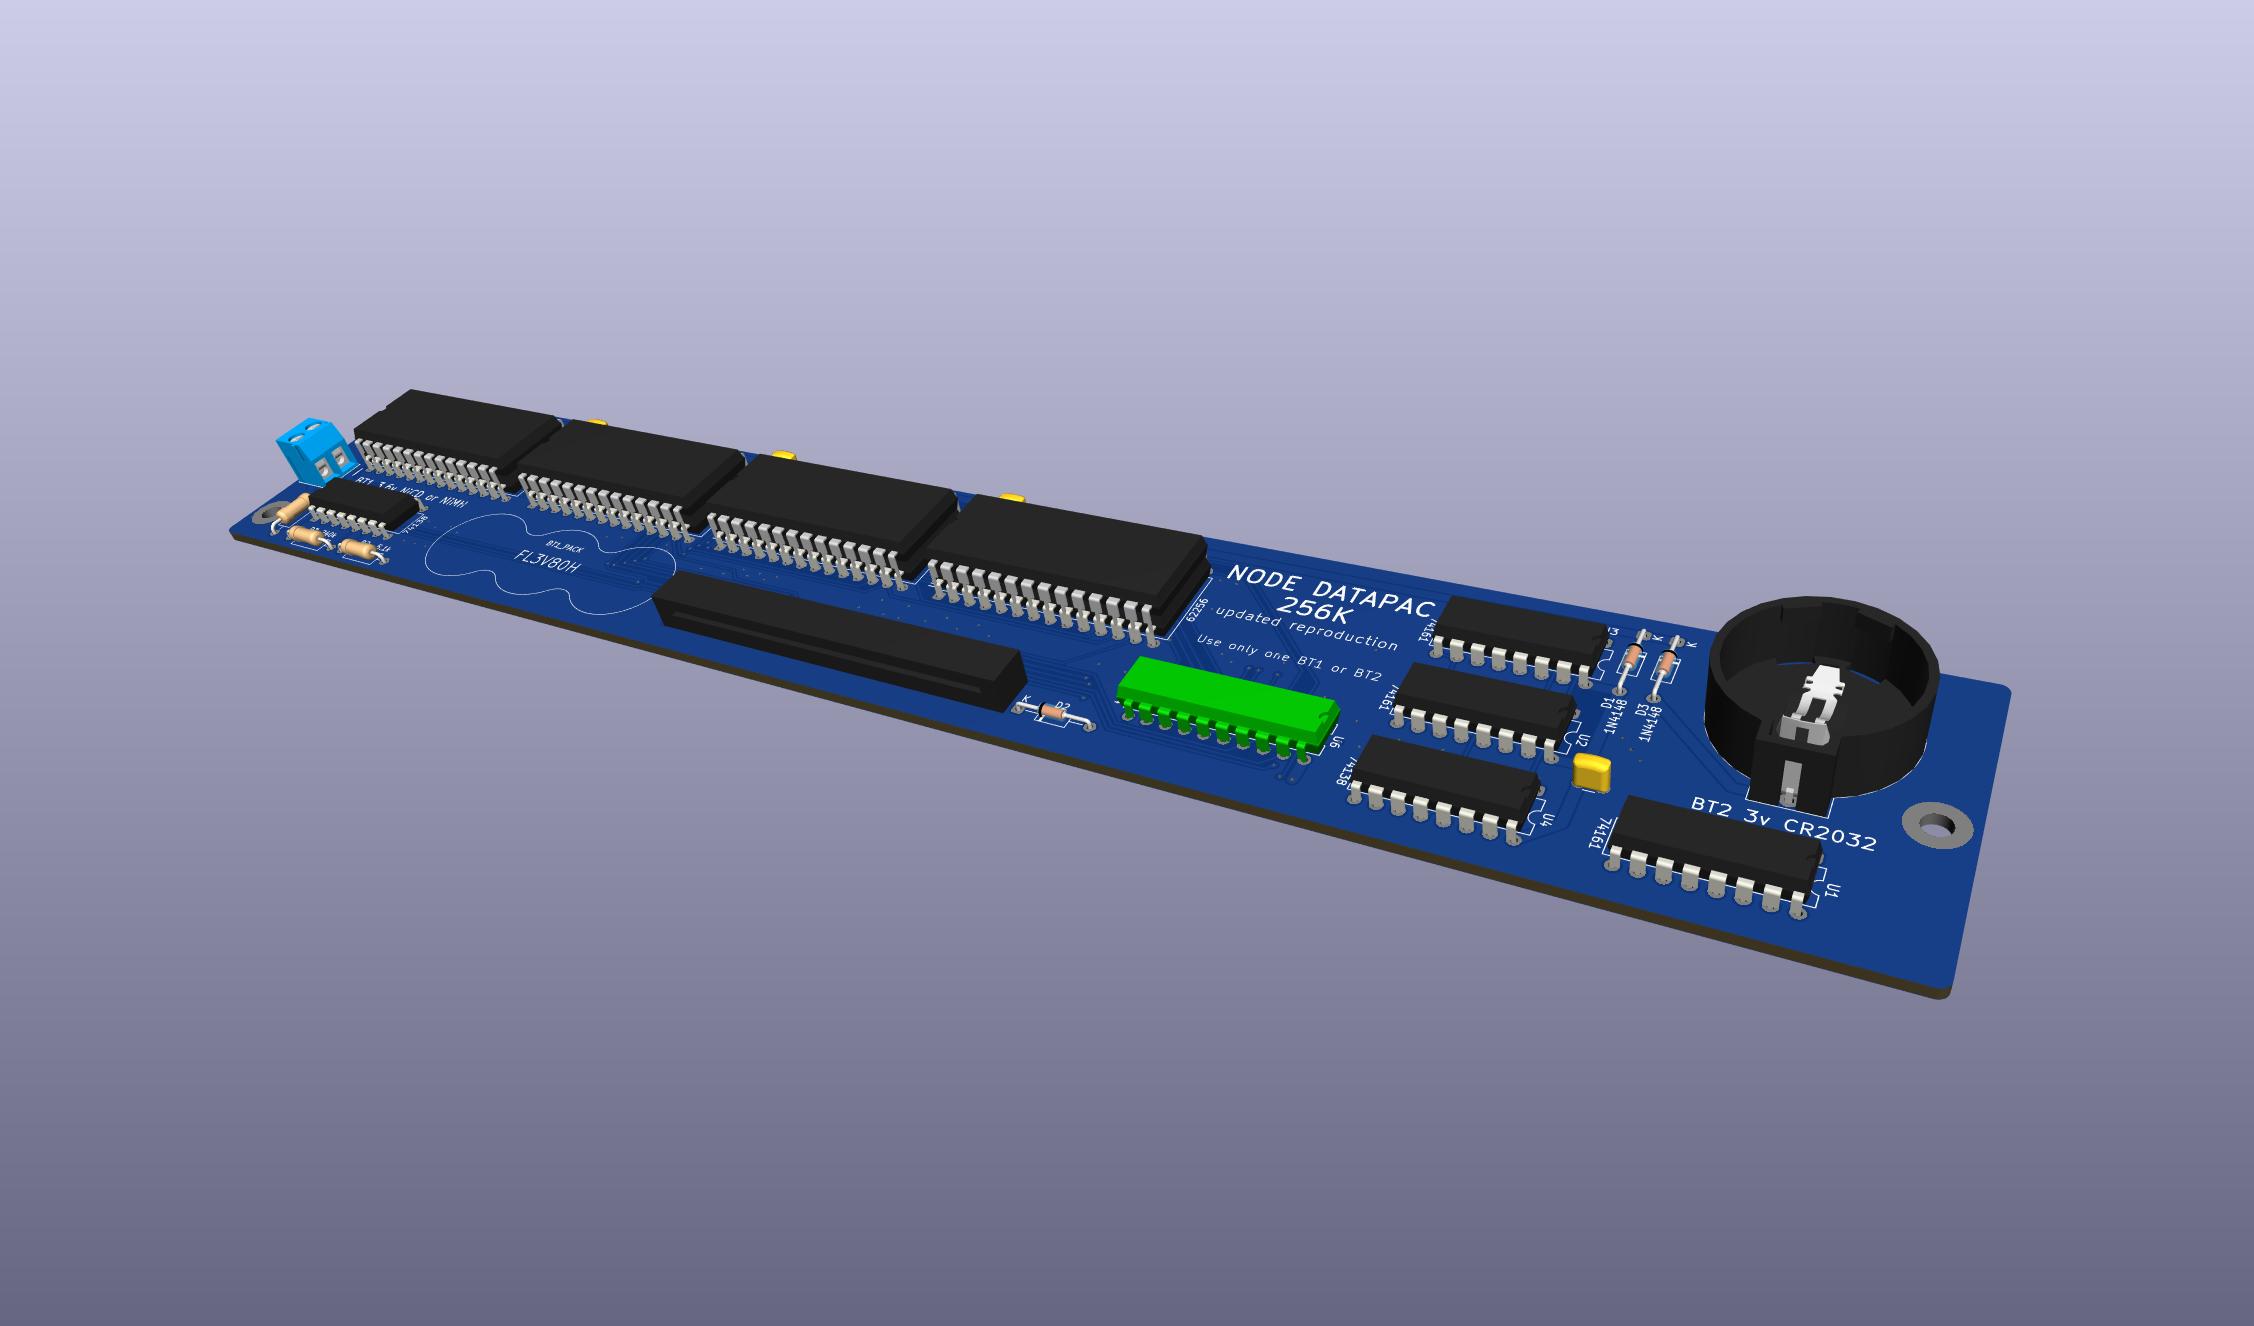 BT1 3.6v NiCD or NiMH
BT1_PACK
FL3V80H
62256
NODE DATAPAC
256K
updated reproduction
Use only one BT1 or BT2
K
D2
U6
74161
74161
U2
74138
U4
D1
1N4148
K
D3
1N4148
K
BT2 3v CR2032
74161
U1